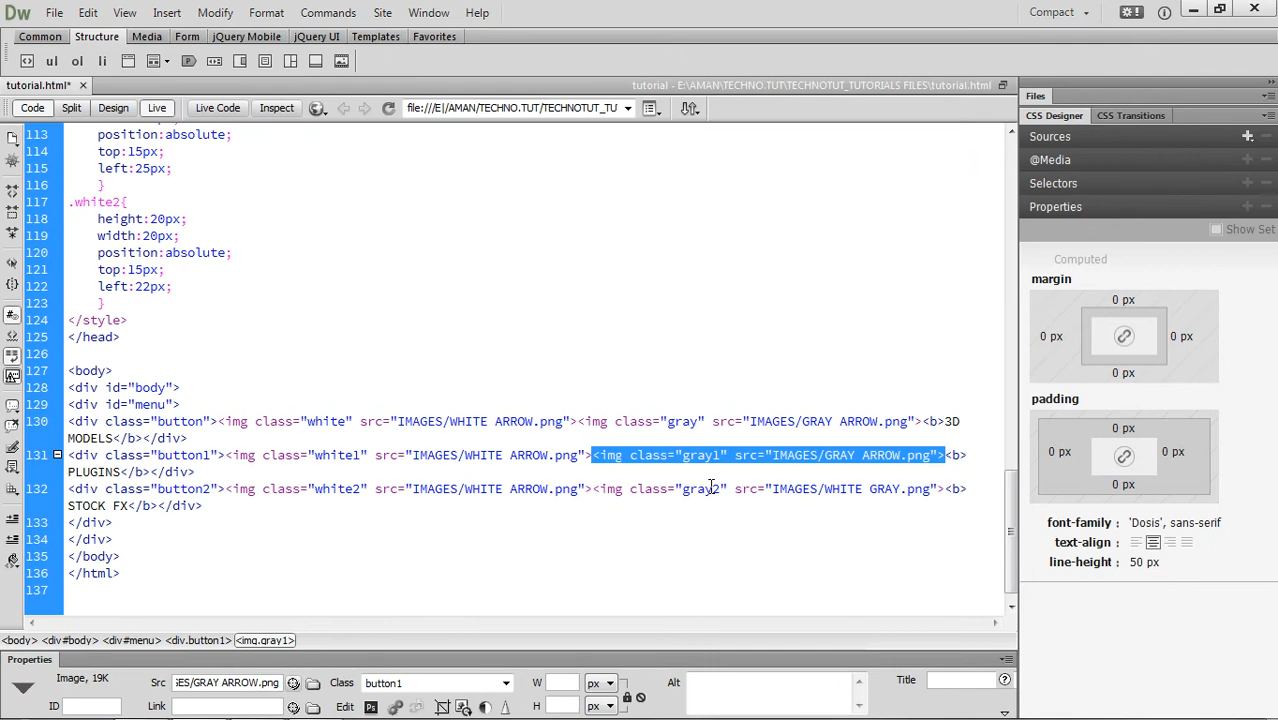 Dw File Edit View Insert Modify Format Commands Site Window Help Compact
Common Structure Media Form jQuery Mobile jQuery UI Templates Favorites
ul ol li
tutorial.html* × tutorial - E:\AMAN\TECHNO.TUT\TECHNOTUT_TUTORIALS FILES\tutorial.html
Code Split Design Live Live Code Inspect file:///E|/AMAN/TECHNO.TUT/TECHNOTUT_TU
Files
CSS Designer CSS Transitions
Sources
@Media
Selectors
Properties
Show Set
113 position:absolute;
114 top:15px;
115 left:25px;
116 }
117 .white2{
118 height:20px;
119 width:20px;
120 position:absolute;
121 top:15px;
122 left:22px;
123 }
124 </style>
125 </head>
126
127 <body>
128 <div id="body">
129 <div id="menu">
130 <div class="button"><img class="white" src="IMAGES/WHITE ARROW.png"><img class="gray" src="IMAGES/GRAY ARROW.png"><b>3D
MODELS</b></div>
131 <div class="button1"><img class="white1" src="IMAGES/WHITE ARROW.png"><img class="gray1" src="IMAGES/GRAY ARROW.png"><b>
PLUGINS</b></div>
132 <div class="button2"><img class="white2" src="IMAGES/WHITE ARROW.png"><img class="gray2" src="IMAGES/WHITE GRAY.png"><b>
STOCK FX</b></div>
133 </div>
134 </div>
135 </body>
136 </html>
137
Computed
margin
0 px
0 px 0 px
0 px
padding
0 px
0 px 0 px
0 px
font-family: 'Dosis', sans-serif
text-align:
line-height: 50 px
<body> <div#body> <div#menu> <div.button1> <img.gray1>
Properties
Image, 19K Src ;ES/GRAY ARROW.png Class button1 W px Alt Title
ID Link Edit Ps H px